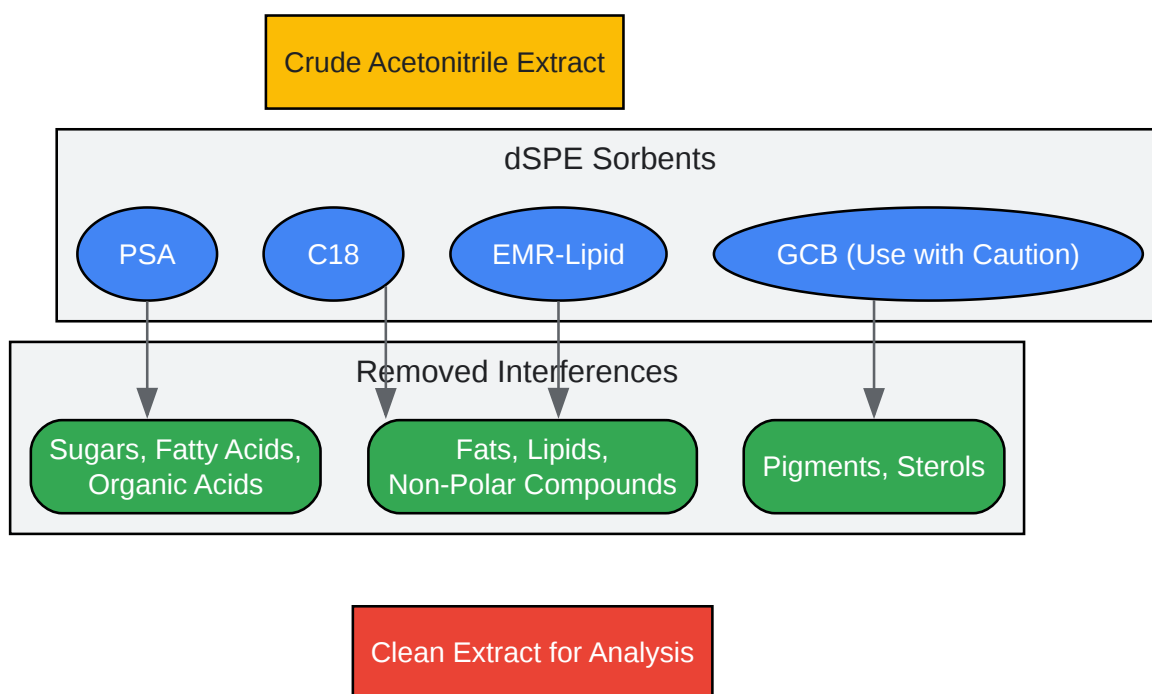 Crude Acetonitrile Extract
dSPE Sorbents
PSA
C18
EMR-Lipid
GCB (Use with Caution)
Removed Interferences
Sugars, Fatty Acids,
Organic Acids
Fats, Lipids,
Non-Polar Compounds
Pigments, Sterols
Clean Extract for Analysis